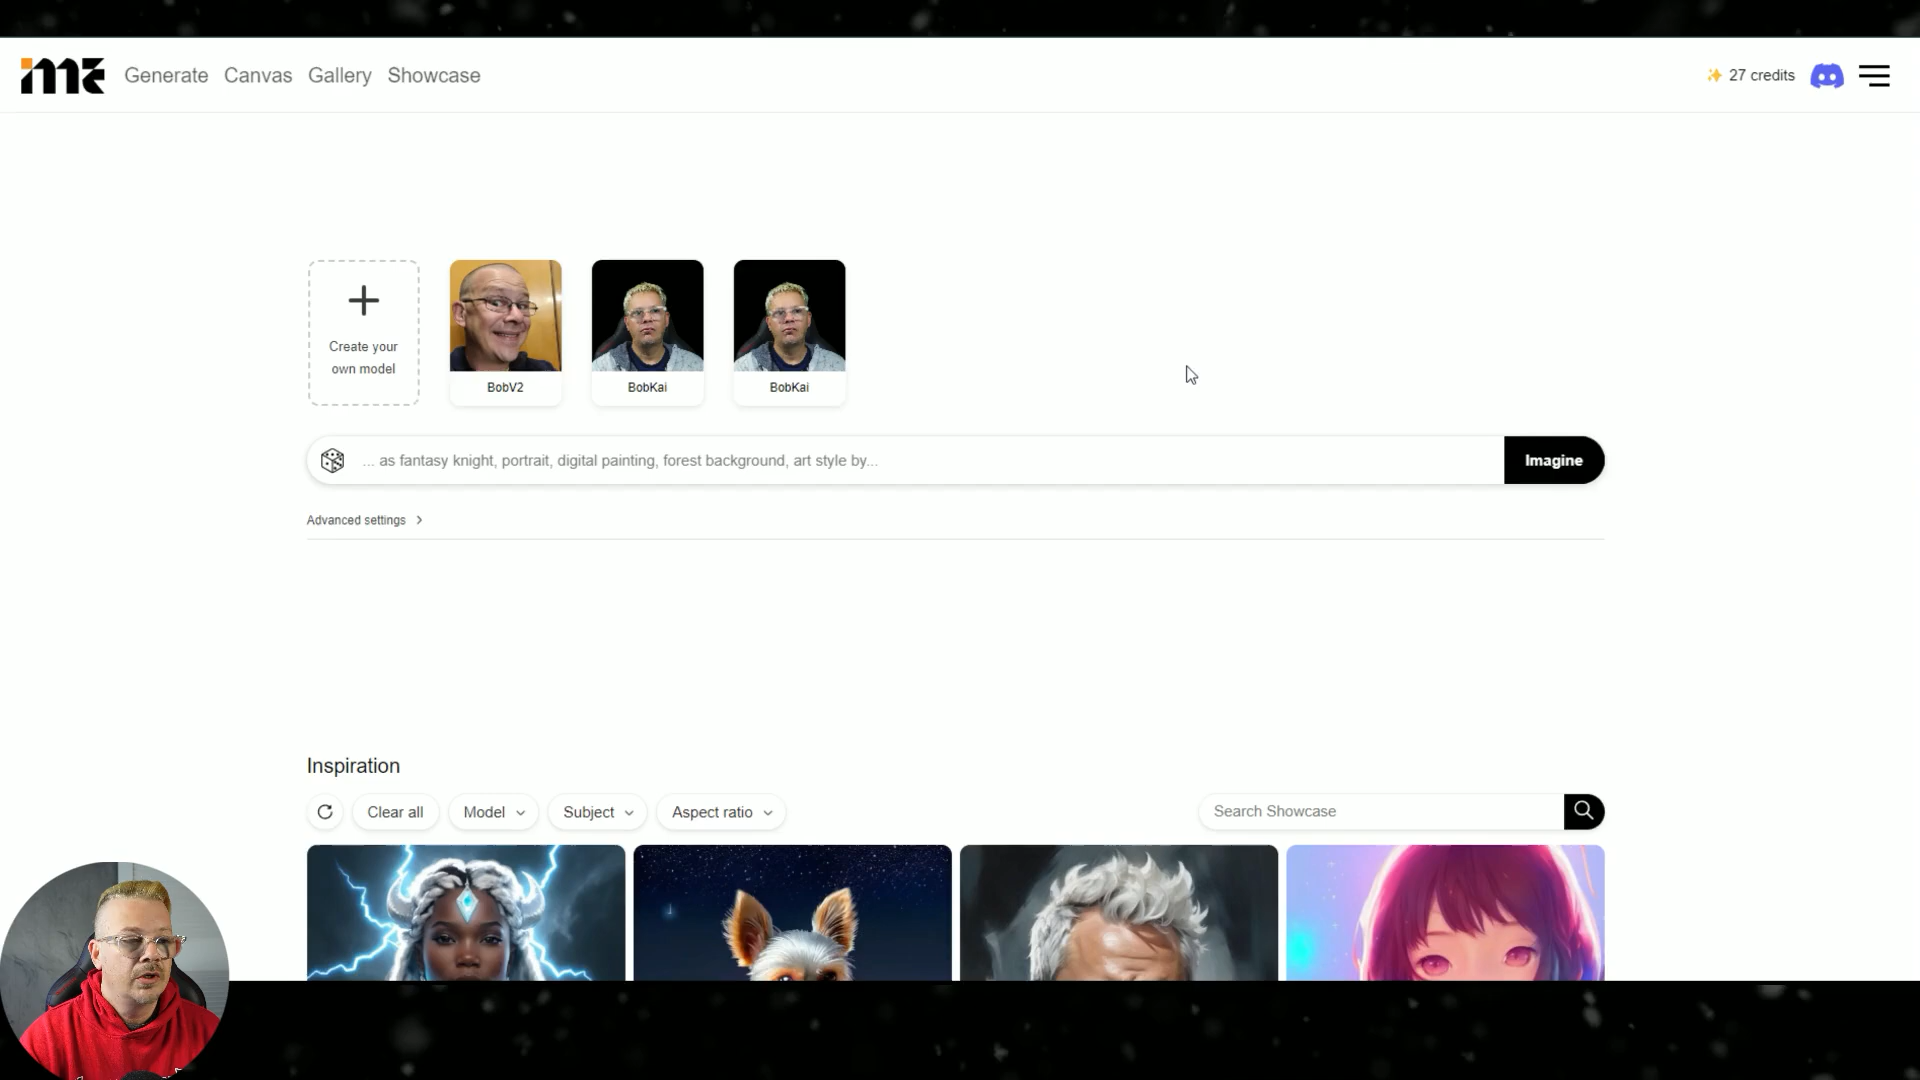 Generate Canvas Gallery Showcase
27 credits
Create your
own model
BobV2
BobKai
BobKai
... as fantasy knight, portrait, digital painting, forest background, art style by...
Imagine
Advanced settings
Inspiration
Clear all
Model
Subject
Aspect ratio
Search Showcase